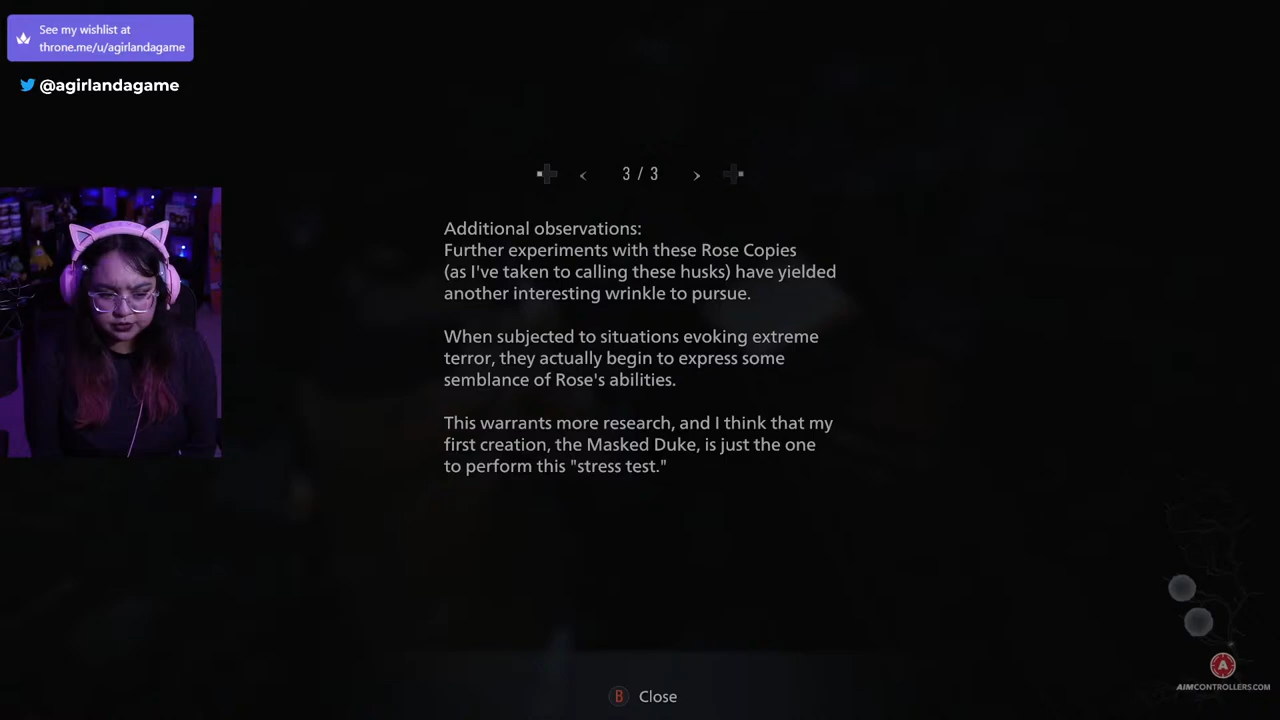 See my wishlist at
throne.me/u/agirlandagame
@agirlandagame
3 / 3
Additional observations:
Further experiments with these Rose Copies
(as I've taken to calling these husks) have yielded
another interesting wrinkle to pursue.
When subjected to situations evoking extreme
terror, they actually begin to express some
semblance of Rose's abilities.
This warrants more research, and I think that my
first creation, the Masked Duke, is just the one
to perform this "stress test."
A
AIMCONTROLLERS.COM
B Close